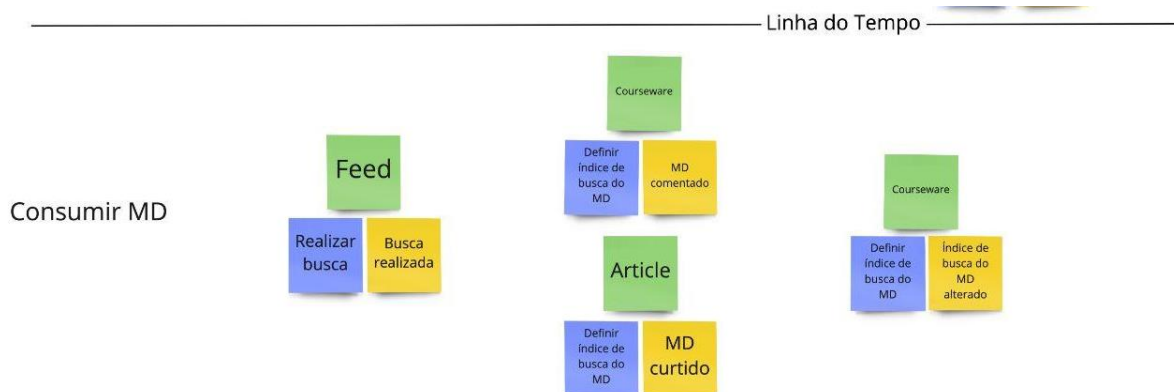 Linha do Tempo
Consumir MD
Feed
Realizar
busca
Busca
realizada
Courseware
Definir
índice de
busca do
MD
MD
comentado
Article
Definir
índice de
busca do
MD
MD
curtido
Courseware
Definir
índice de
busca do
MD
Índice de
busca do
MD
alterado